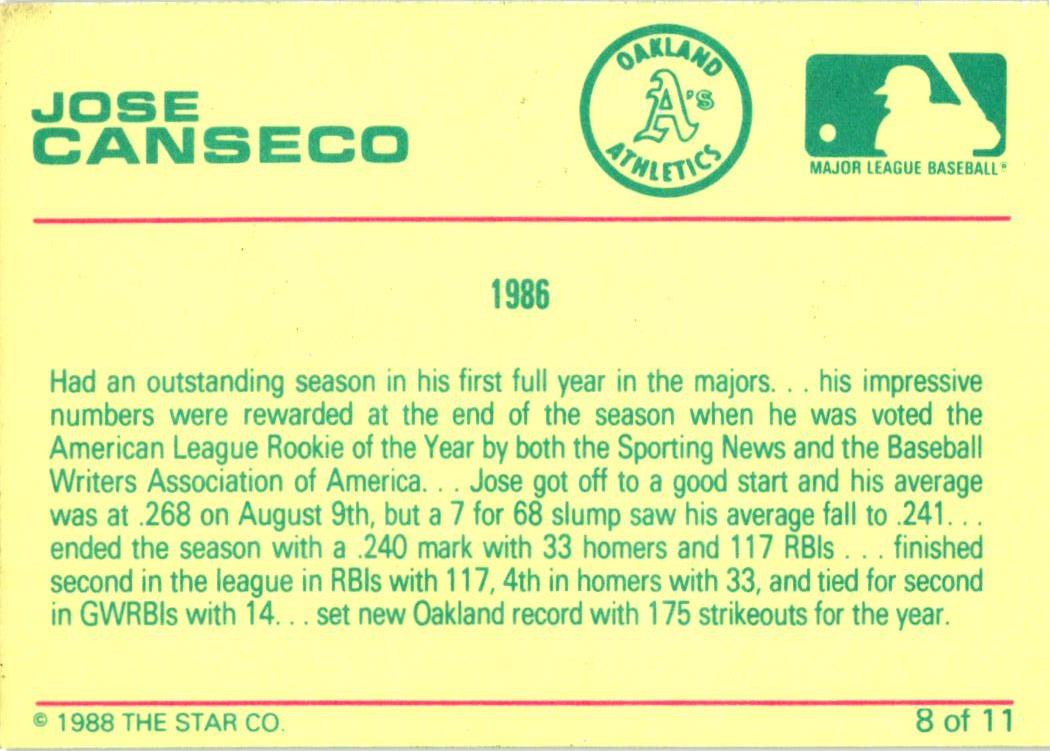 JOSE
CANSECO
OAKLAND
A's
ATHLETICS
MAJOR LEAGUE BASEBALL®
1986
Had an outstanding season in his first full year in the majors. . . his impressive
numbers were rewarded at the end of the season when he was voted the
American League Rookie of the Year by both the Sporting News and the Baseball
Writers Association of America. . . Jose got off to a good start and his average
was at .268 on August 9th, but a 7 for 68 slump saw his average fall to .241. . .
ended the season with a .240 mark with 33 homers and 117 RBIs . . . finished
second in the league in RBIs with 117, 4th in homers with 33, and tied for second
in GWRBIs with 14. . . set new Oakland record with 175 strikeouts for the year.
© 1988 THE STAR CO.
8 of 11